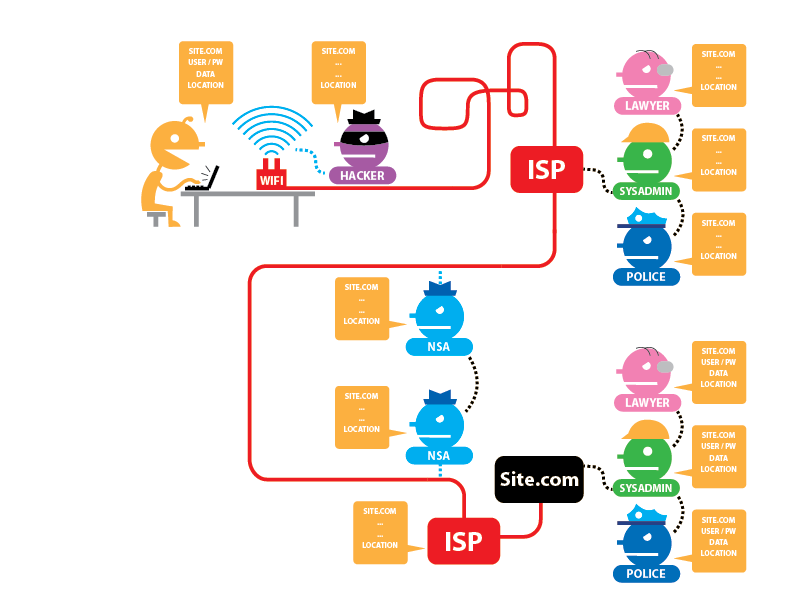 SITE.COM
USER / PW
DATA
LOCATION
SITE.COM
...
...
LOCATION
WIFI
HACKER
ISP
LAWYER
SITE.COM
...
...
LOCATION
SYSADMIN
SITE.COM
...
...
LOCATION
POLICE
SITE.COM
...
...
LOCATION
SITE.COM
...
...
LOCATION
NSA
SITE.COM
...
...
LOCATION
NSA
Site.com
SITE.COM
...
...
LOCATION
ISP
LAWYER
SITE.COM
USER / PW
DATA
LOCATION
SYSADMIN
SITE.COM
USER / PW
DATA
LOCATION
POLICE
SITE.COM
USER / PW
DATA
LOCATION